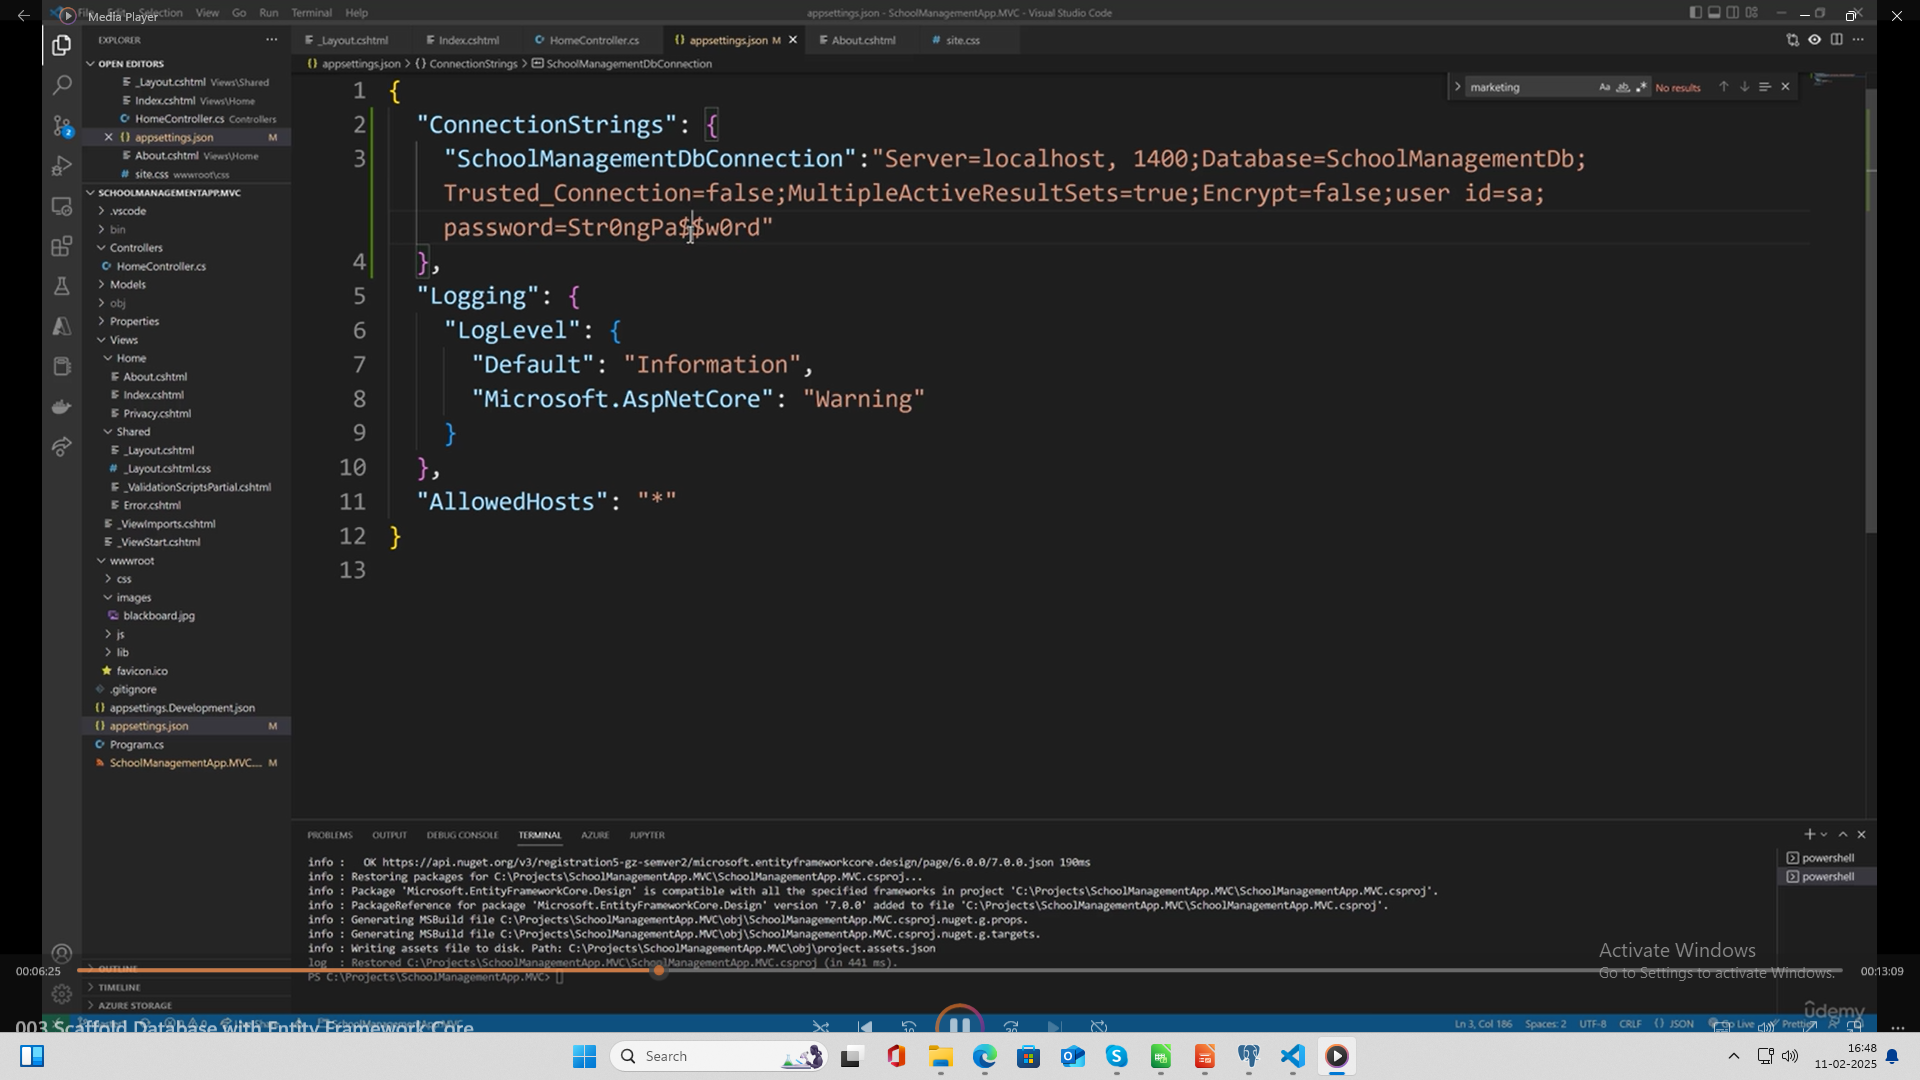 Media Player
File Edit Selection View Go Run Terminal Help
appsettings.json - SchoolManagementApp.MVC - Visual Studio Code
EXPLORER
OPEN EDITORS
_Layout.cshtml Views\Shared
Index.cshtml Views\Home
HomeController.cs Controllers
appsettings.json M
About.cshtml Views\Home
site.css wwwroot\css
SCHOOLMANAGEMENTAPP.MVC
.vscode
bin
Controllers
HomeController.cs
Models
obj
Properties
Views
Home
About.cshtml
Index.cshtml
Privacy.cshtml
Shared
_Layout.cshtml
_Layout.cshtml.css
_ValidationScriptsPartial.cshtml
Error.cshtml
_ViewImports.cshtml
_ViewStart.cshtml
wwwroot
css
images
blackboard.jpg
js
lib
favicon.ico
.gitignore
appsettings.Development.json
appsettings.json M
Program.cs
SchoolManagementApp.MVC.... M
OUTLINE
TIMELINE
AZURE STORAGE
_Layout.cshtml Index.cshtml HomeController.cs appsettings.json M About.cshtml site.css
appsettings.json > {} ConnectionStrings > SchoolManagementDbConnection
marketing Aa ab .* No results
1 {
2 "ConnectionStrings": {
3 "SchoolManagementDbConnection":"Server=localhost, 1400;Database=SchoolManagementDb;
Trusted_Connection=false;MultipleActiveResultSets=true;Encrypt=false;user id=sa;
password=Str0ngPa$$w0rd"
4 },
5 "Logging": {
6 "LogLevel": {
7 "Default": "Information",
8 "Microsoft.AspNetCore": "Warning"
9 }
10 },
11 "AllowedHosts": "*"
12 }
13
PROBLEMS OUTPUT DEBUG CONSOLE TERMINAL AZURE JUPYTER
powershell
powershell
info : OK https://api.nuget.org/v3/registration5-gz-semver2/microsoft.entityframeworkcore.design/page/6.0.0/7.0.0.json 190ms
info : Restoring packages for C:\Projects\SchoolManagementApp.MVC\SchoolManagementApp.MVC.csproj...
info : Package 'Microsoft.EntityFrameworkCore.Design' is compatible with all the specified frameworks in project 'C:\Projects\SchoolManagementApp.MVC\SchoolManagementApp.MVC.csproj'.
info : PackageReference for package 'Microsoft.EntityFrameworkCore.Design' version '7.0.0' added to file 'C:\Projects\SchoolManagementApp.MVC\SchoolManagementApp.MVC.csproj'.
info : Generating MSBuild file C:\Projects\SchoolManagementApp.MVC\obj\SchoolManagementApp.MVC.csproj.nuget.g.props.
info : Generating MSBuild file C:\Projects\SchoolManagementApp.MVC\obj\SchoolManagementApp.MVC.csproj.nuget.g.targets.
info : Writing assets file to disk. Path: C:\Projects\SchoolManagementApp.MVC\obj\project.assets.json
log : Restored C:\Projects\SchoolManagementApp.MVC\SchoolManagementApp.MVC.csproj (in 441 ms).
PS C:\Projects\SchoolManagementApp.MVC>
Activate Windows
Go to Settings to activate Windows.
00:06:25
00:13:09
ûdemy
003 Scaffold Database with Entity Framework Core
Ln 3, Col 186 Spaces: 2 UTF-8 CRLF {} JSON Go Live Prettier
10 30
Search
16:48
11-02-2025